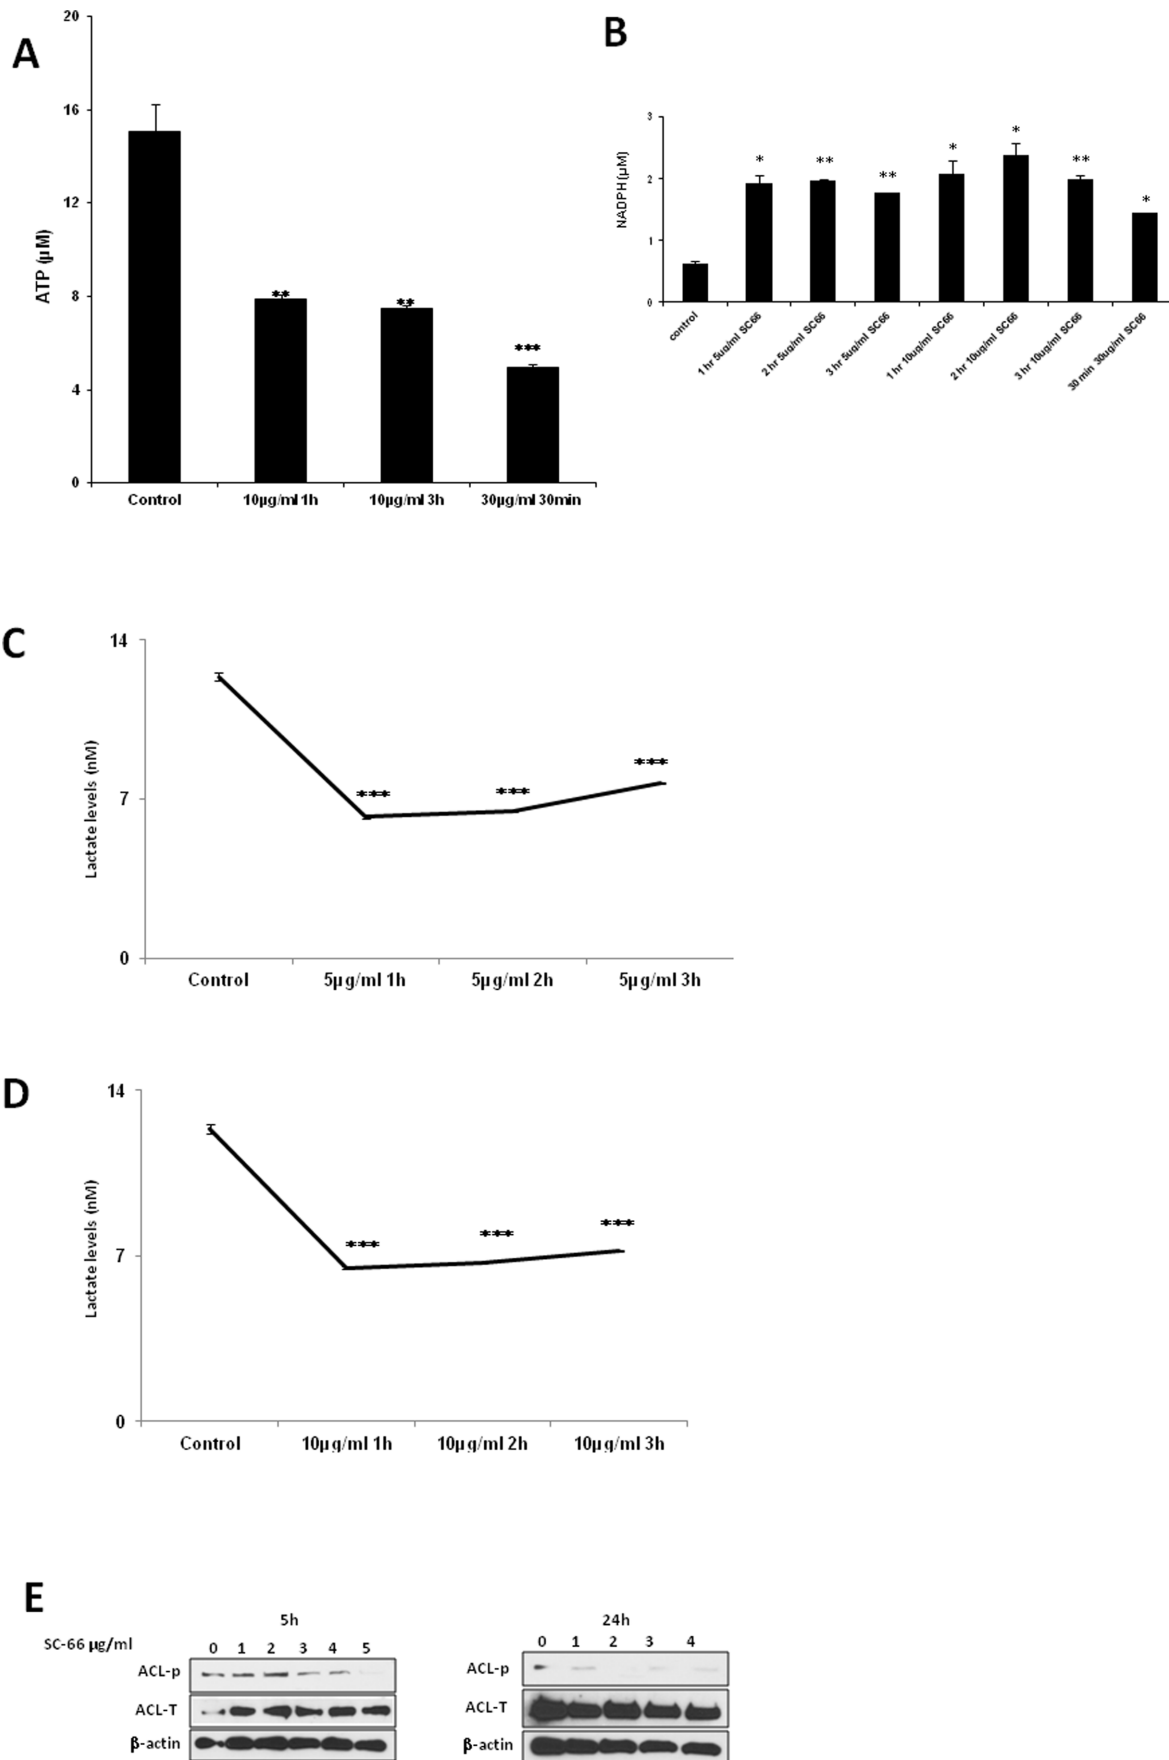 A
20
16
12
8
4
0
ATP (µM)
** ** ***
Control 10µg/ml 1h 10µg/ml 3h 30µg/ml 30min
B
3
2
1
0
NADPH (µM)
* ** ** * * ** *
control
1 hr 5ug/ml SC66
2 hr 5ug/ml SC66
3 hr 5ug/ml SC66
1 hr 10ug/ml SC66
2 hr 10ug/ml SC66
3 hr 10ug/ml SC66
30 min 30ug/ml SC66
C
14
7
0
Lactate levels (nM)
*** *** ***
Control 5µg/ml 1h 5µg/ml 2h 5µg/ml 3h
D
14
7
0
Lactate levels (nM)
*** *** ***
Control 10µg/ml 1h 10µg/ml 2h 10µg/ml 3h
E
5h
SC-66 µg/ml 0 1 2 3 4 5
ACL-p
ACL-T
β-actin
24h
0 1 2 3 4
ACL-p
ACL-T
β-actin